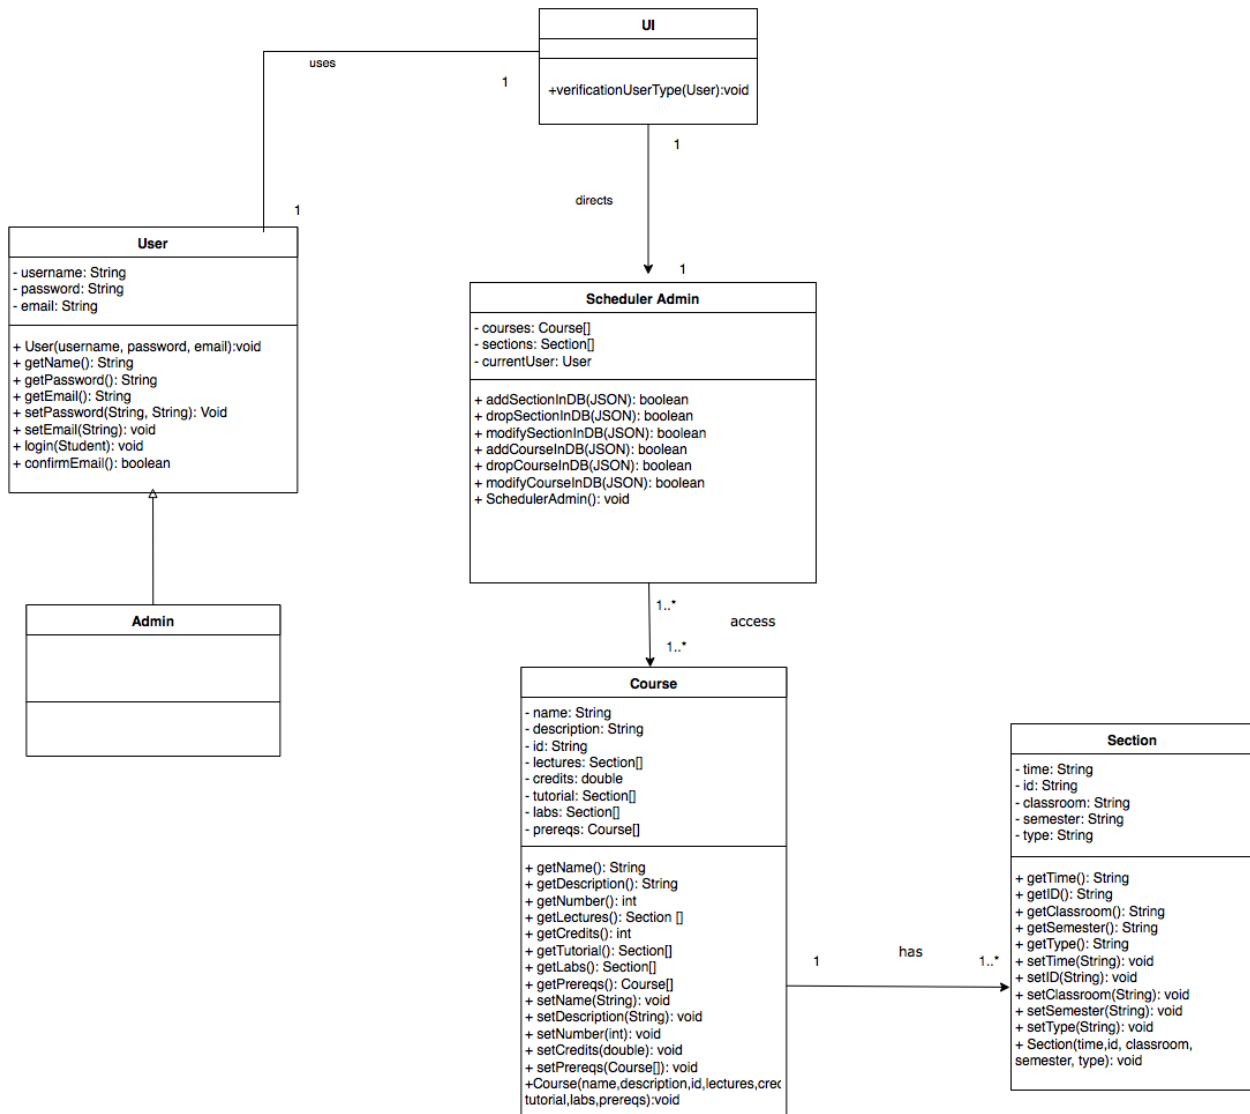 UI
+verificationUserType(User):void
uses
1
1
1
directs
1
User
- username: String
- password: String
- email: String
+ User(username, password, email):void
+ getName(): String
+ getPassword(): String
+ getEmail(): String
+ setPassword(String, String): Void
+ setEmail(String): void
+ login(Student): void
+ confirmEmail(): boolean
Scheduler Admin
- courses: Course[]
- sections: Section[]
- currentUser: User
+ addSectionInDB(JSON): boolean
+ dropSectionInDB(JSON): boolean
+ modifySectionInDB(JSON): boolean
+ addCourseInDB(JSON): boolean
+ dropCourseInDB(JSON): boolean
+ modifyCourseInDB(JSON): boolean
+ SchedulerAdmin(): void
Admin
1..*
access
1..*
Course
- name: String
- description: String
- id: String
- lectures: Section[]
- credits: double
- tutorial: Section[]
- labs: Section[]
- prereqs: Course[]
+ getName(): String
+ getDescription(): String
+ getNumber(): int
+ getLectures(): Section []
+ getCredits(): int
+ getTutorial(): Section[]
+ getLabs(): Section[]
+ getPrereqs(): Course[]
+ setName(String): void
+ setDescription(String): void
+ setNumber(int): void
+ setCredits(double): void
+ setPrereqs(Course[]): void
+Course(name,description,id,lectures,cred
tutorial,labs,prereqs):void
1
has
1..*
Section
- time: String
- id: String
- classroom: String
- semester: String
- type: String
+ getTime(): String
+ getID(): String
+ getClassroom(): String
+ getSemester(): String
+ getType(): String
+ setTime(String): void
+ setID(String): void
+ setClassroom(String): void
+ setSemester(String): void
+ setType(String): void
+ Section(time,id, classroom,
semester, type): void